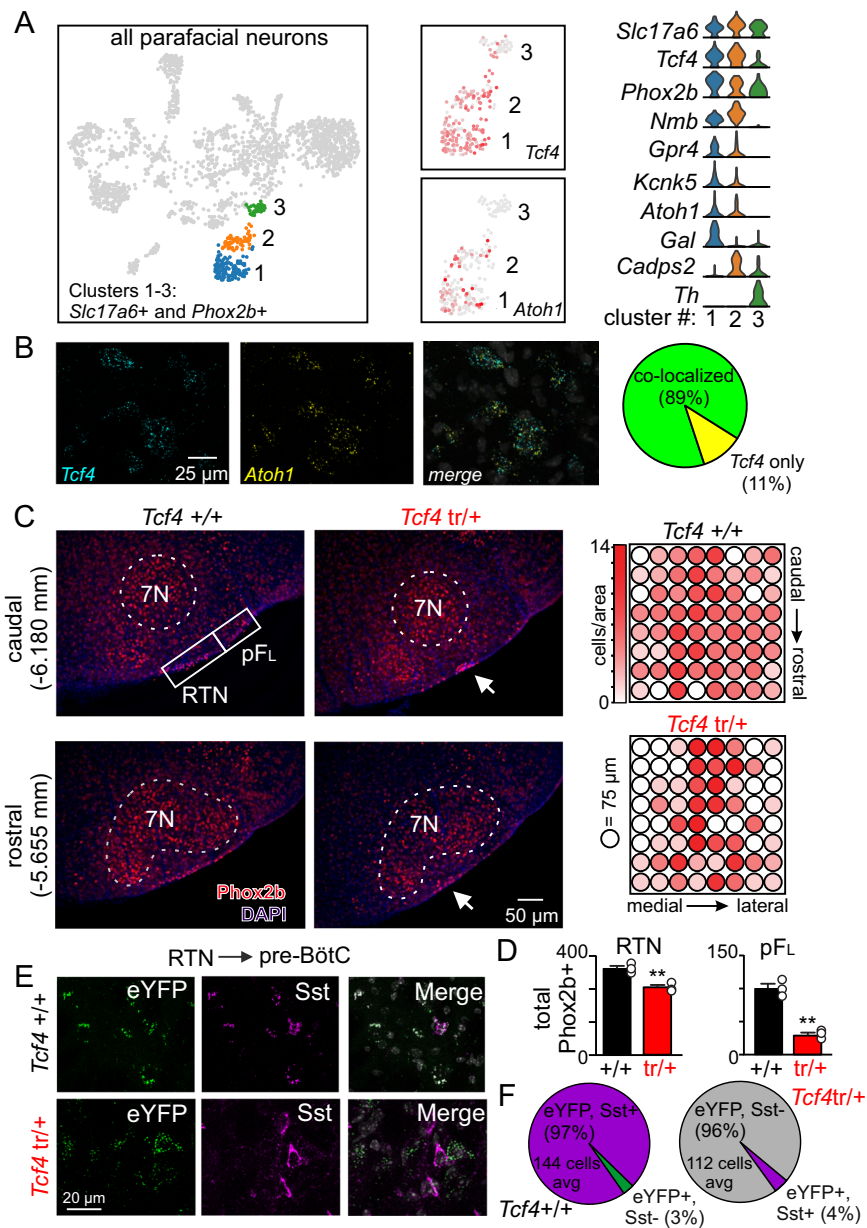 A
all parafacial neurons
3
2
1
Clusters 1-3:
Slc17a6+ and Phox2b+
3
2
1
Tcf4
3
2
1
Atoh1
Slc17a6
Tcf4
Phox2b
Nmb
Gpr4
Kcnk5
Atoh1
Gal
Cadps2
Th
cluster #: 1 2 3
B
Tcf4
25 µm
Atoh1
merge
co-localized
(89%)
Tcf4 only
(11%)
C
Tcf4 +/+
Tcf4 tr/+
caudal
(-6.180 mm)
7N
pFL
RTN
7N
rostral
(-5.655 mm)
7N
Phox2b
DAPI
7N
50 µm
Tcf4 +/+
14
cells/area
0
caudal
rostral
Tcf4 tr/+
= 75 µm
medial
lateral
D
RTN
total
Phox2b+
400
0
**
+/+ tr/+
pFL
150
0
**
+/+ tr/+
E
RTN
pre-BötC
Tcf4 +/+
eYFP
Sst
Merge
Tcf4 tr/+
eYFP
Sst
Merge
20 µm
F
eYFP, Sst+
(97%)
144 cells
avg
eYFP+,
Sst- (3%)
Tcf4+/+
Tcf4tr/+
eYFP, Sst-
(96%)
112 cells
avg
eYFP+,
Sst+ (4%)